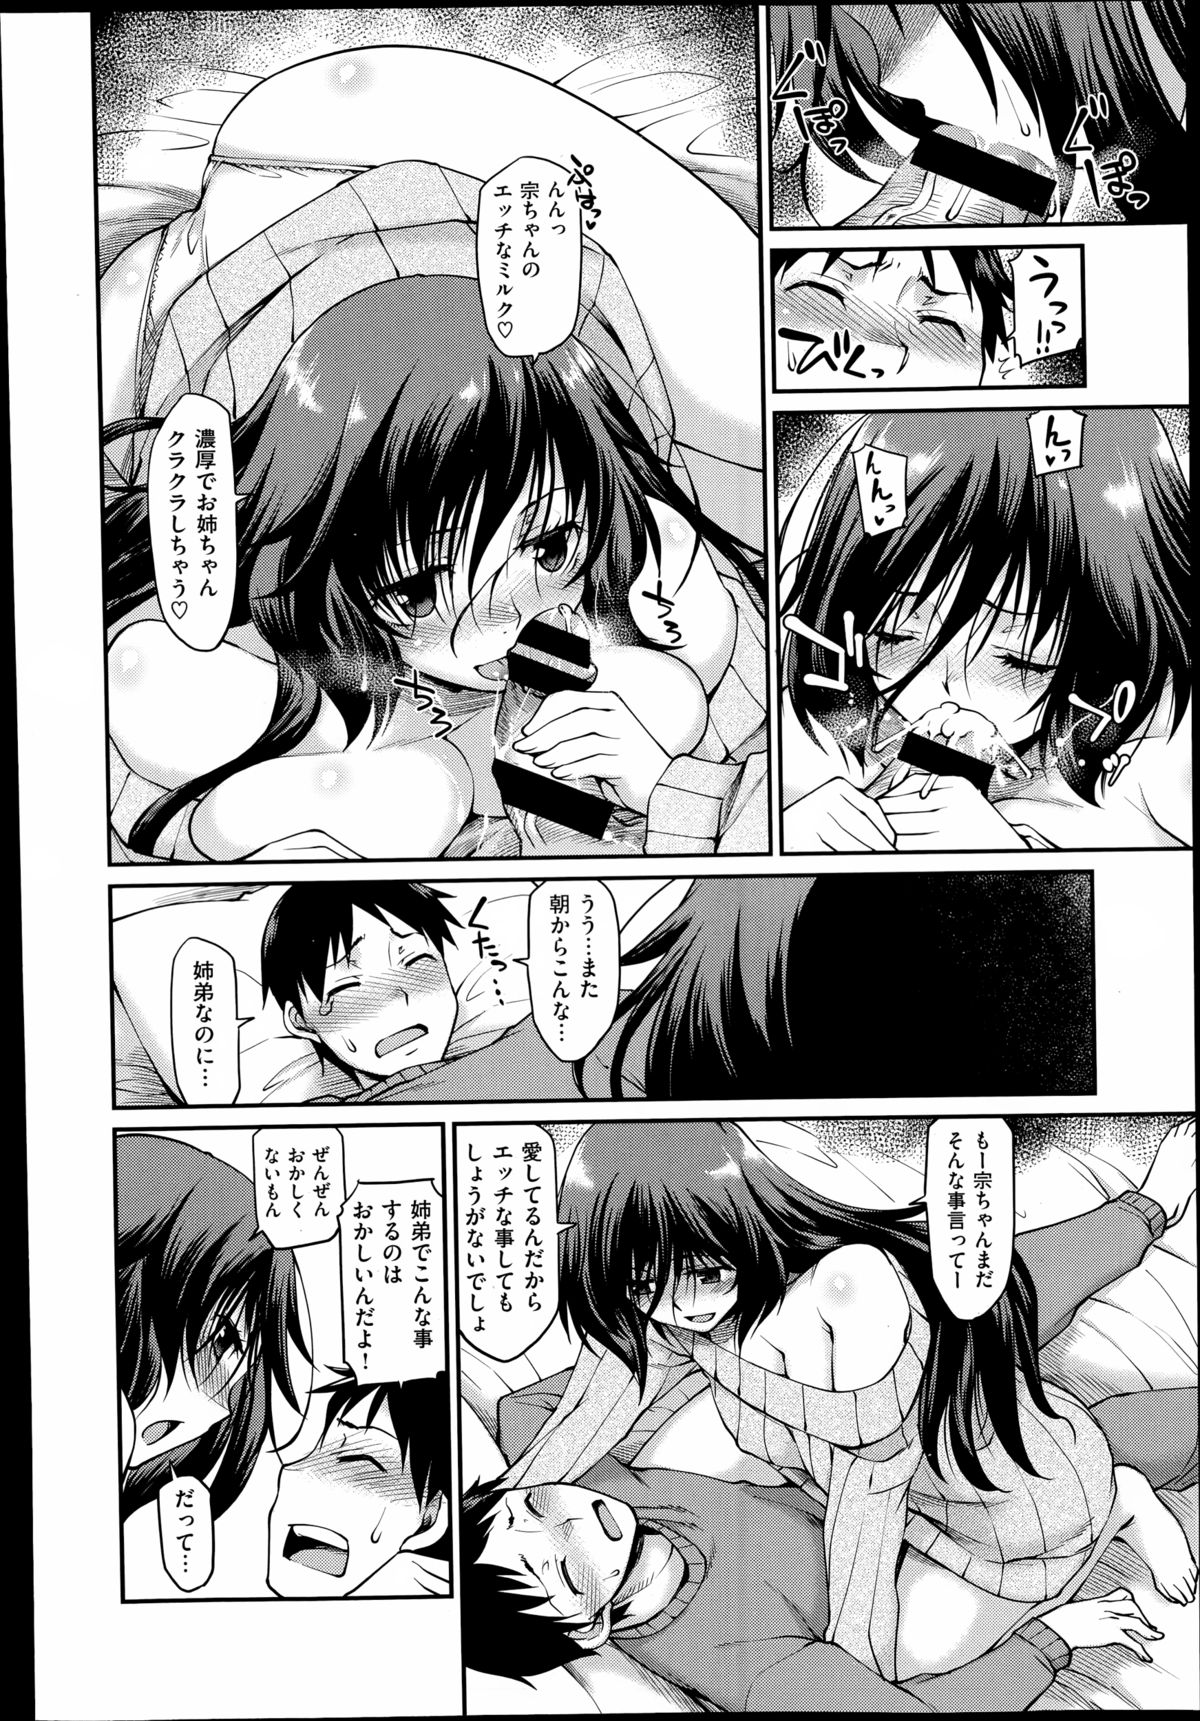 ぐぽっ
ぐぽっ
うっっ!!
びくっ
んっ♥
んんっ♥
ぷはっ♥
んんっ
宗ちゃんの
エッチなミルク♡
濃厚でお姉ちゃん
クラクラしちゃう♡
ちろ
ちろ
うう…また
朝からこんな…
くたっ…
姉弟なのに…
もー宗ちゃんまだ
そんな事言ってー
愛してるんだから
エッチな事しても
しょうがないでしょ
姉弟でこんな事
するのは
おかしいんだよ！
ぜんぜん
おかしく
ないもん
だって…